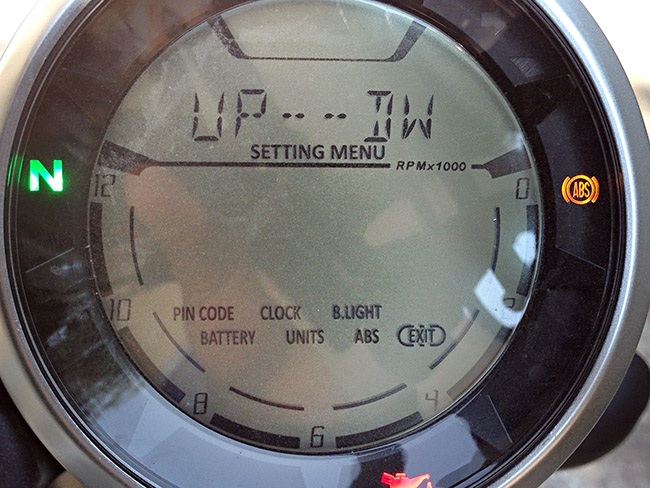 UP---DW
SETTING MENU
RPMx1000
N
ABS
12
0
10
2
PIN CODE CLOCK B.LIGHT
BATTERY UNITS ABS EXIT
8
4
6